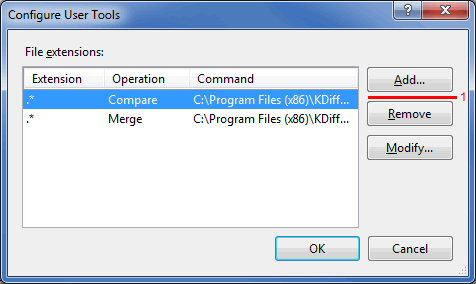 Configure User Tools
File extensions:
Extension Operation Command
.* Compare C:\Program Files (x86)\KDiff...
.* Merge C:\Program Files (x86)\KDiff...
Add...
1
Remove
Modify...
OK Cancel